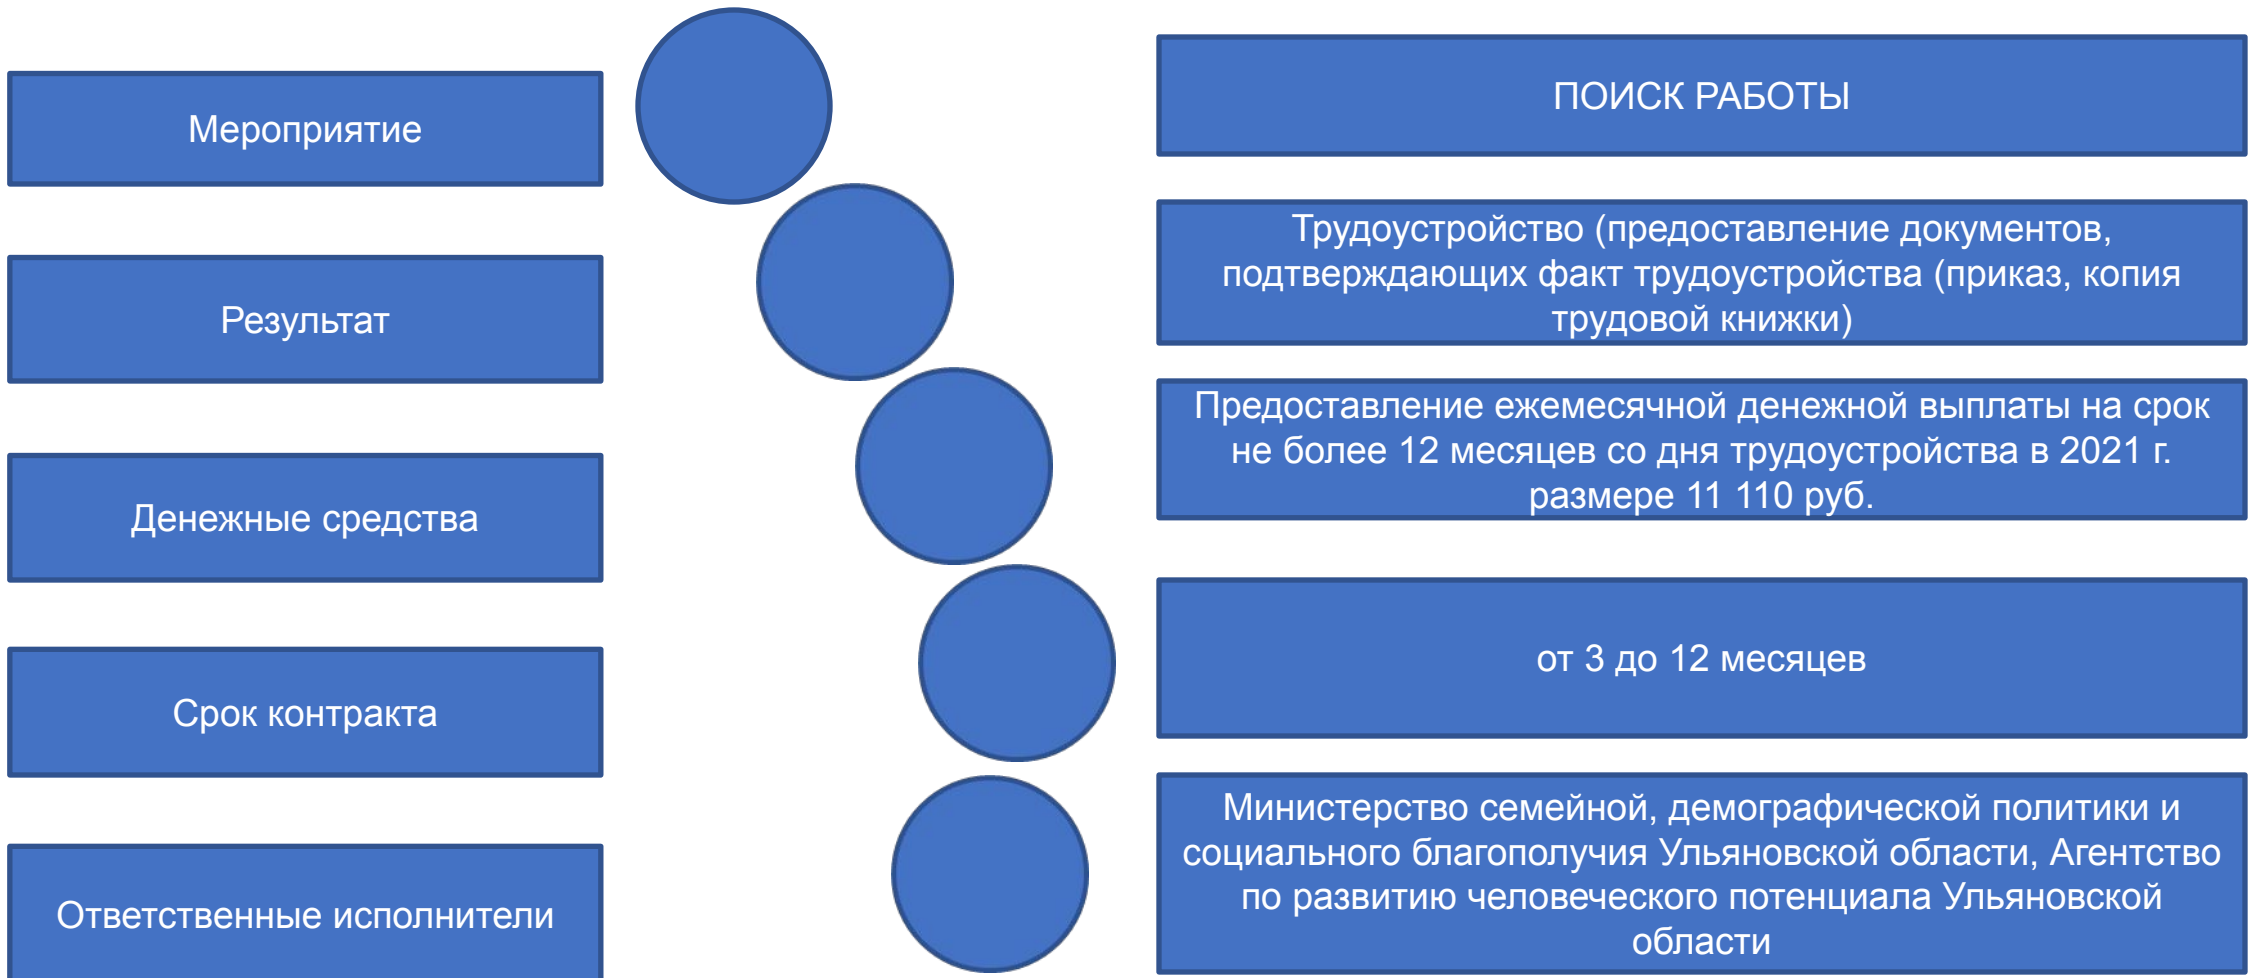 Мероприятие
ПОИСК РАБОТЫ
Результат
Трудоустройство (предоставление документов,
подтверждающих факт трудоустройства (приказ, копия
трудовой книжки)
Денежные средства
Предоставление ежемесячной денежной выплаты на срок
не более 12 месяцев со дня трудоустройства в 2021 г.
размере 11 110 руб.
Срок контракта
от 3 до 12 месяцев
Ответственные исполнители
Министерство семейной, демографической политики и
социального благополучия Ульяновской области, Агентство
по развитию человеческого потенциала Ульяновской
области